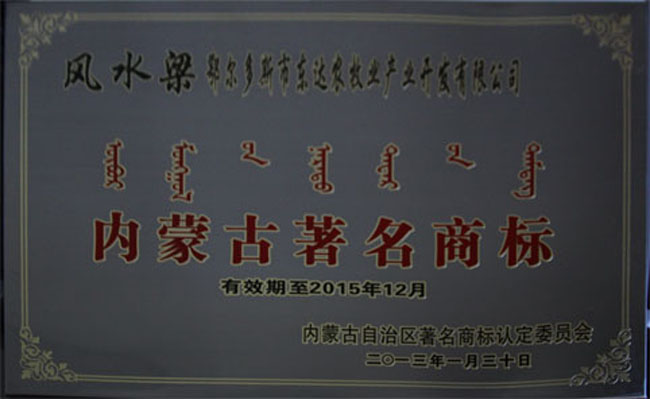 风水梁 鄂尔多斯市东达农牧业产业开发有限公司
内蒙古著名商标
有效期至2015年12月
内蒙古自治区著名商标认定委员会
二〇一三年一月三十日